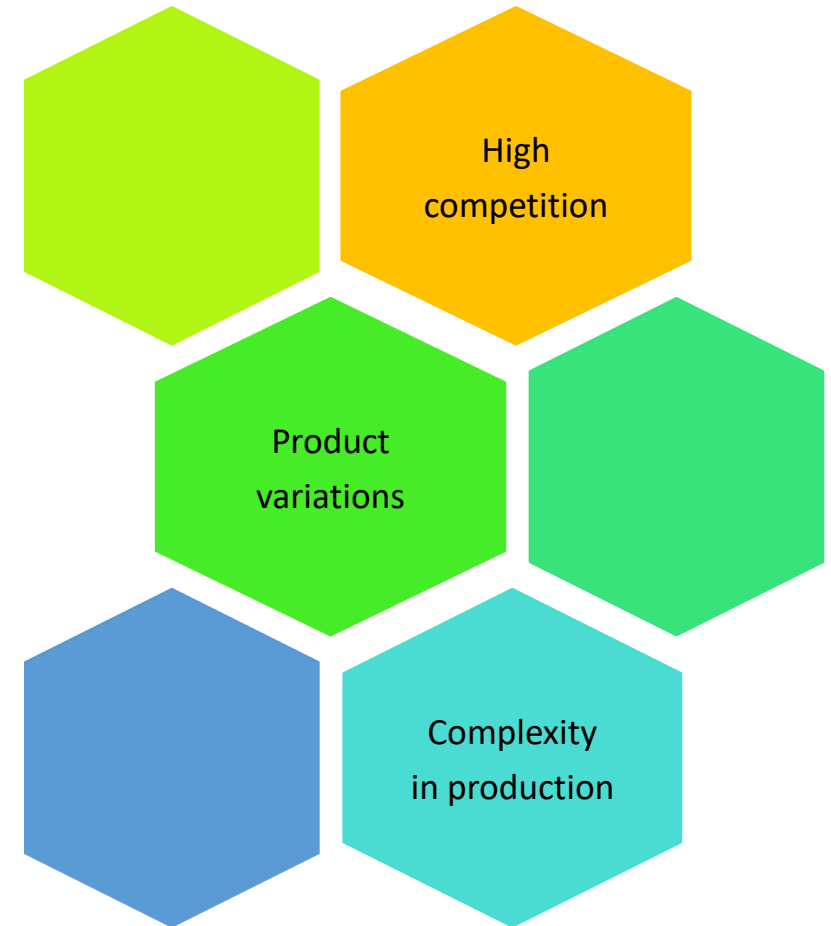 High
competition
Product
variations
Complexity
in production